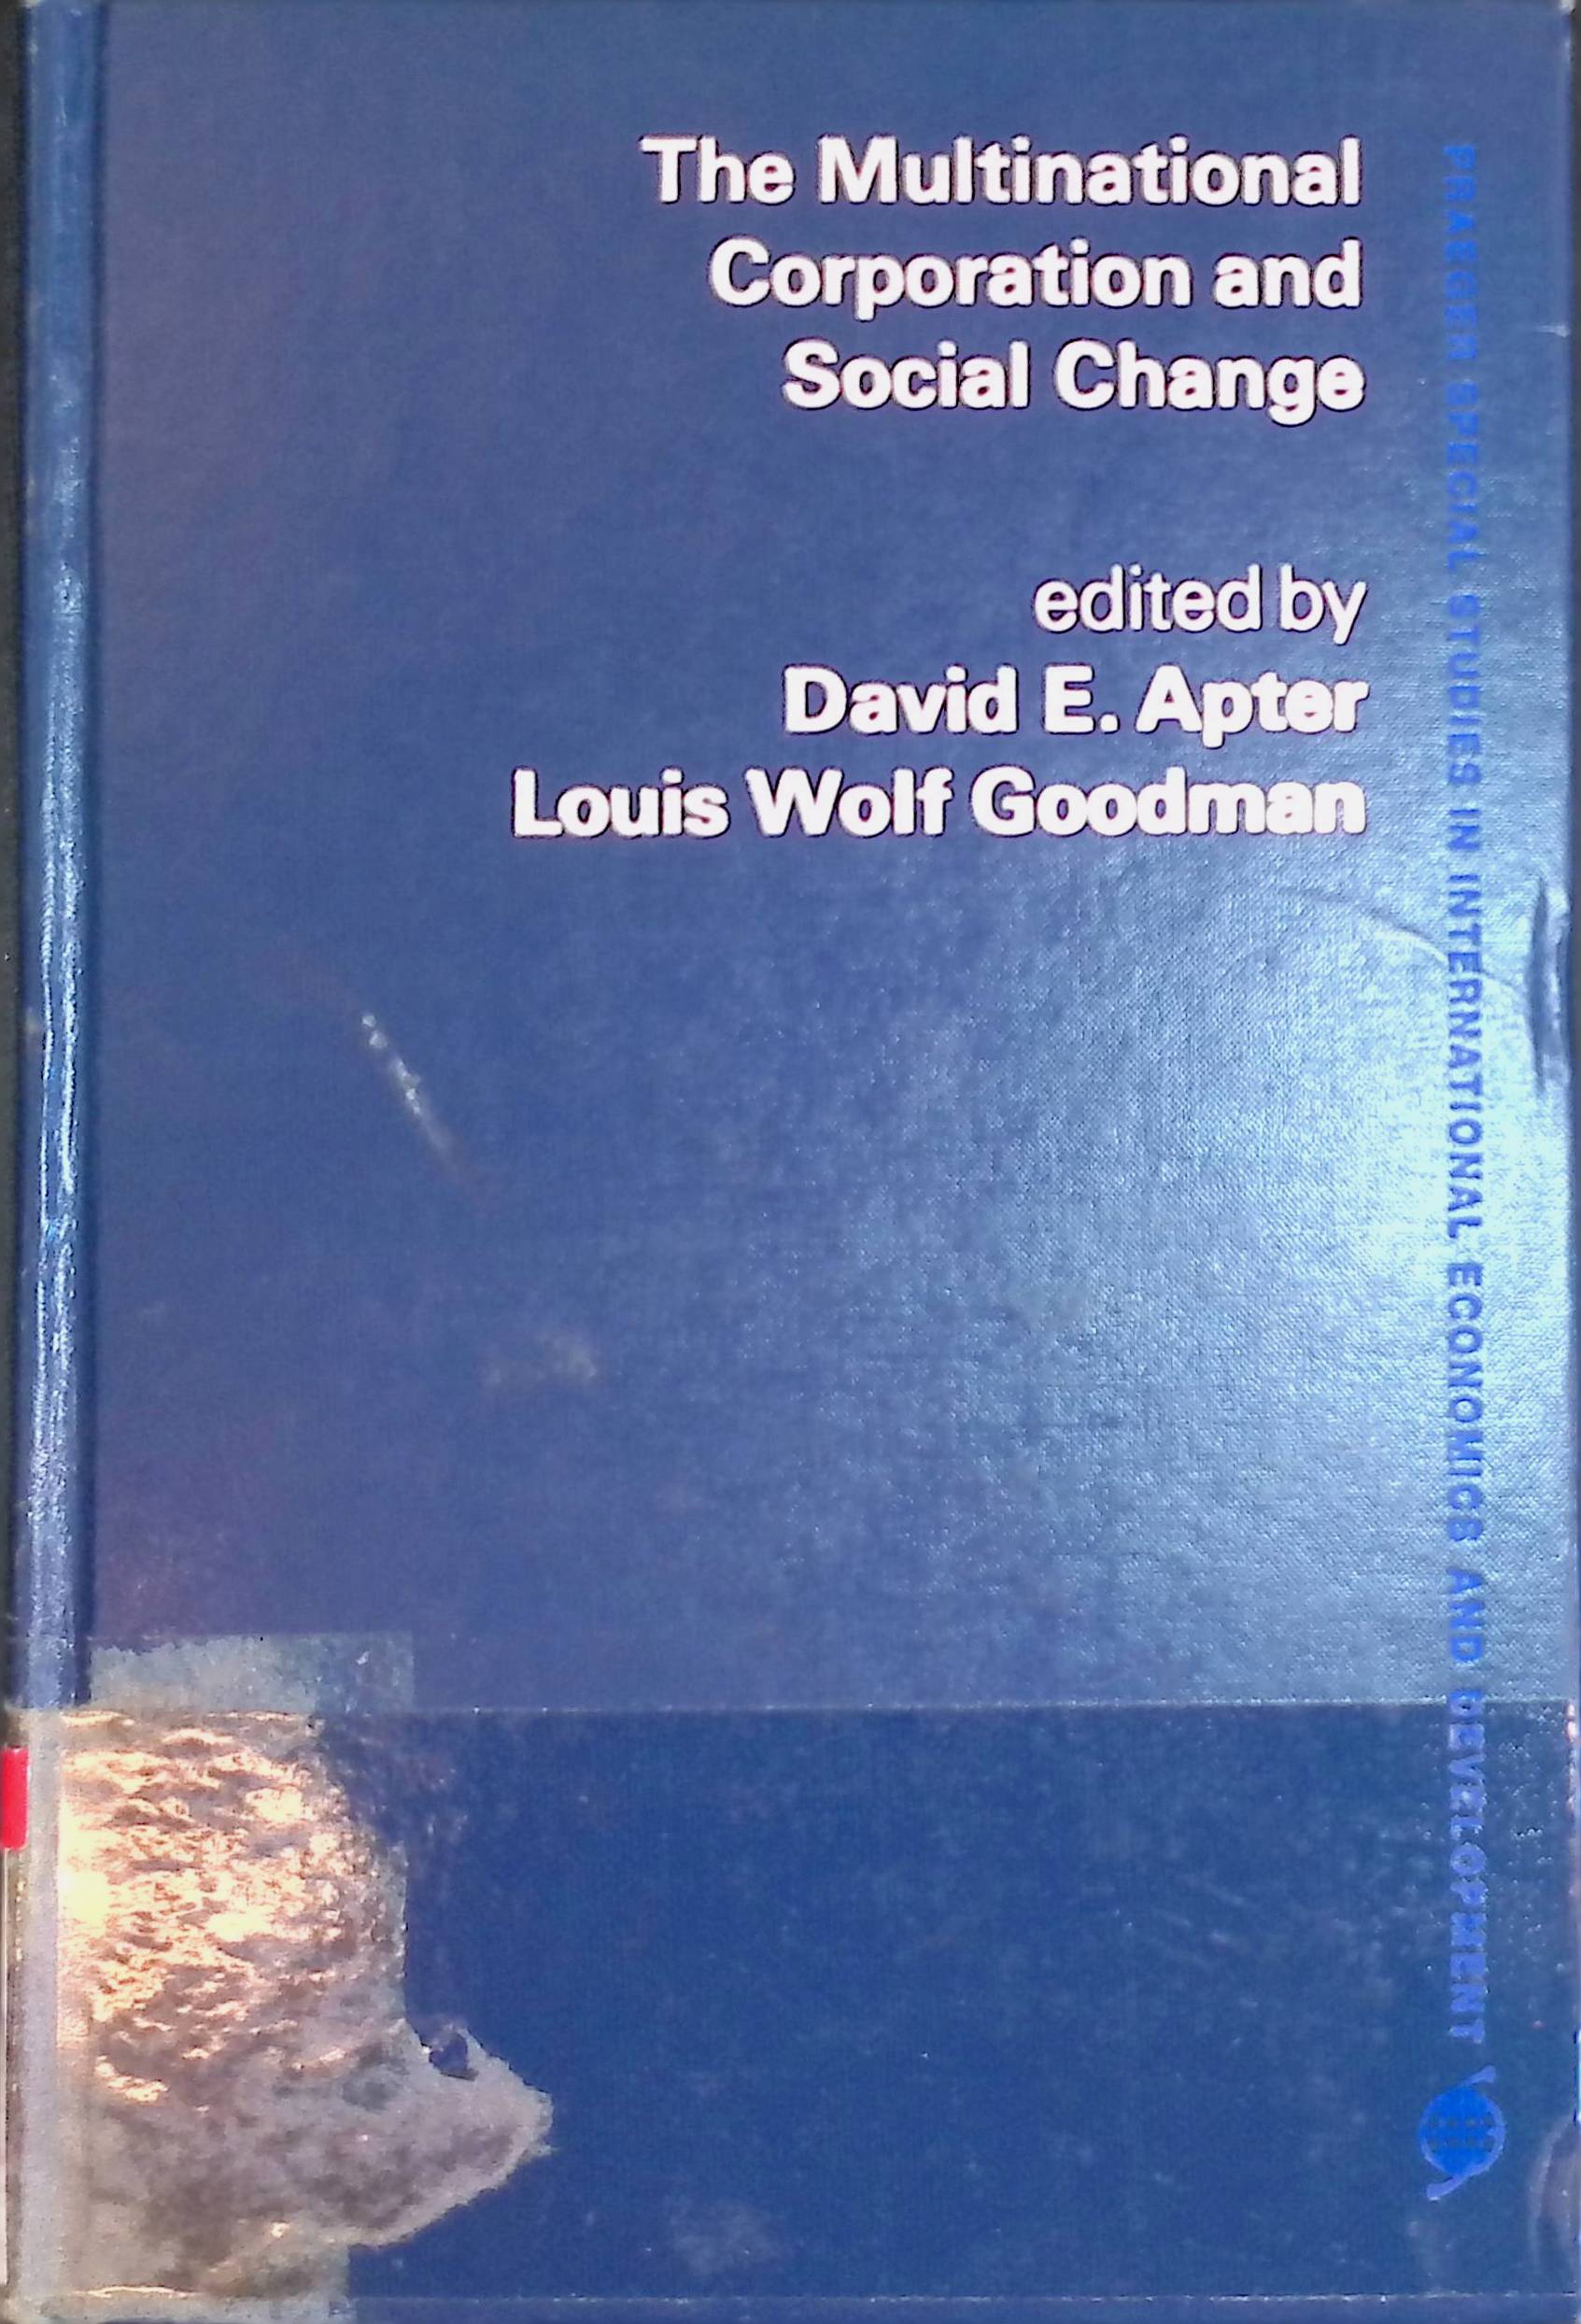 The Multinational
Corporation and
Social Change
edited by
David E. Apter
Louis Wolf Goodman
PRAEGER SPECIAL STUDIES IN INTERNATIONAL ECONOMICS AND DEVELOPMENT